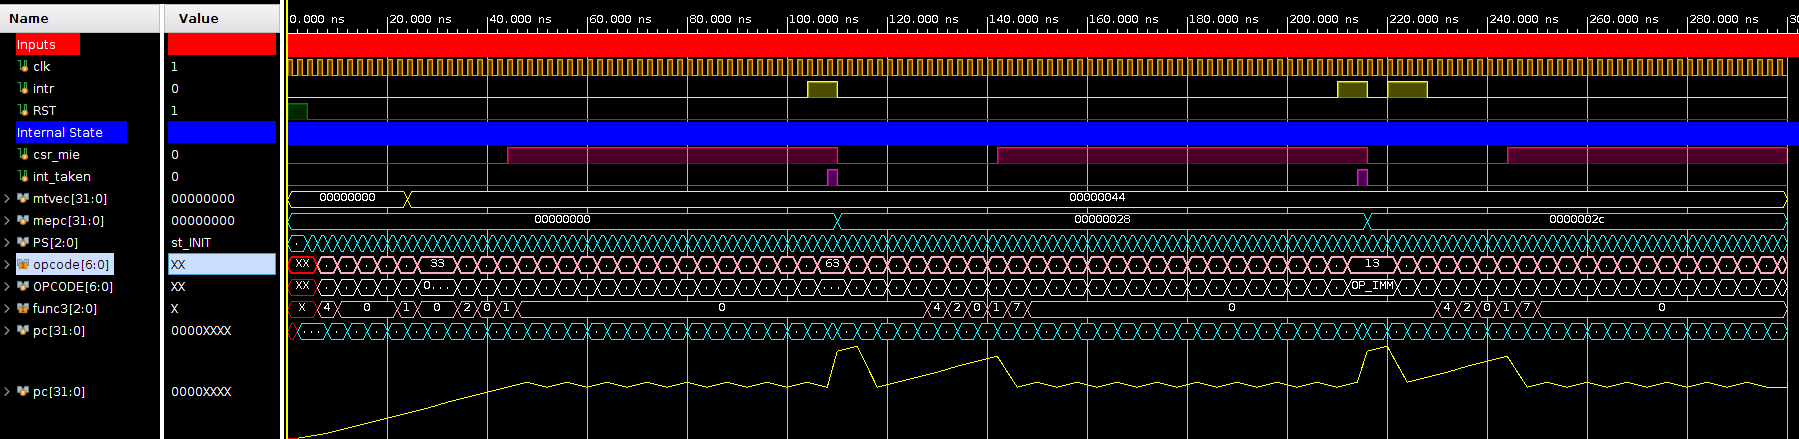 Name Value 0.000 ns 20.000 ns 40.000 ns 60.000 ns 80.000 ns 100.000 ns 120.000 ns 140.000 ns 160.000 ns 180.000 ns 200.000 ns 220.000 ns 240.000 ns 260.000 ns 280.000 ns
Inputs
clk 1
intr 0
RST 1
Internal State
csr_mie 0
int_taken 0
mtvec[31:0] 00000000 00000000 00000044
mepc[31:0] 00000000 00000000 00000028 0000002c
PS[2:0] st_INIT
opcode[6:0] XX XX 33 63 13
OPCODE[6:0] XX XX 0... ... OP_IMM
func3[2:0] X X 4 0 1 0 2 0 1 0 4 2 0 1 7 0 4 2 0 1 7 0
pc[31:0] 0000XXXX ...
pc[31:0] 0000XXXX